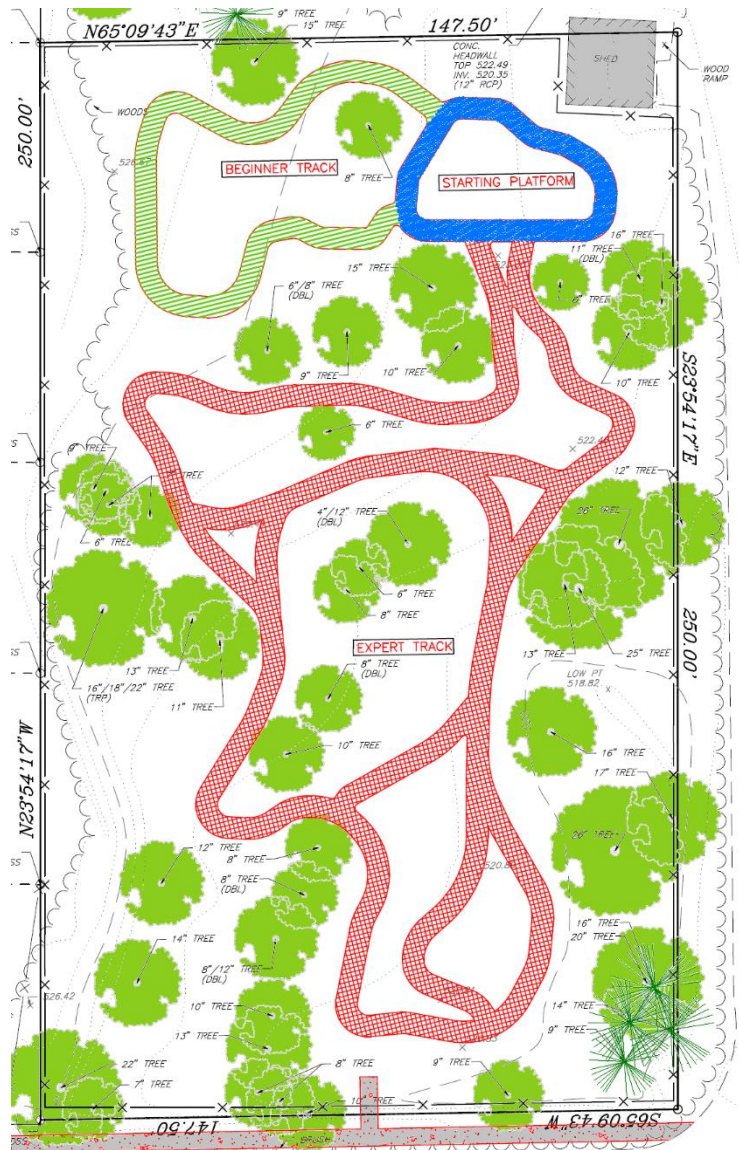 9" TREE
15" TREE
N65°09'43"E
147.50'
CONC.
HEADWALL
TOP 522.49
INV. 520.35
(12" RCP)
SHED
WOOD
RAMP
WOODS
250.00'
8" TREE
BEGINNER TRACK
STARTING PLATFORM
16" TREE
11" TREE
(DBL)
15" TREE
6"/8" TREE
(DBL)
9" TREE
10" TREE
10" TREE
S23°54'17"E
6" TREE
12" TREE
9" TREE
6" TREE
4"/12" TREE
(DBL)
6" TREE
8" TREE
13" TREE
25" TREE
250.00'
EXPERT TRACK
8" TREE
(DBL)
16"/18"/22" TREE
(TRP)
13" TREE
11" TREE
LOW PT
518.82
10" TREE
16" TREE
17" TREE
N23°54'17"W
12" TREE
8" TREE
8" TREE
(DBL)
14" TREE
8"/12" TREE
(DBL)
16" TREE
20" TREE
526.42
10" TREE
13" TREE
14" TREE
9" TREE
22" TREE
7" TREE
8" TREE
9" TREE
10" TREE
147.50
S65°09'43"W